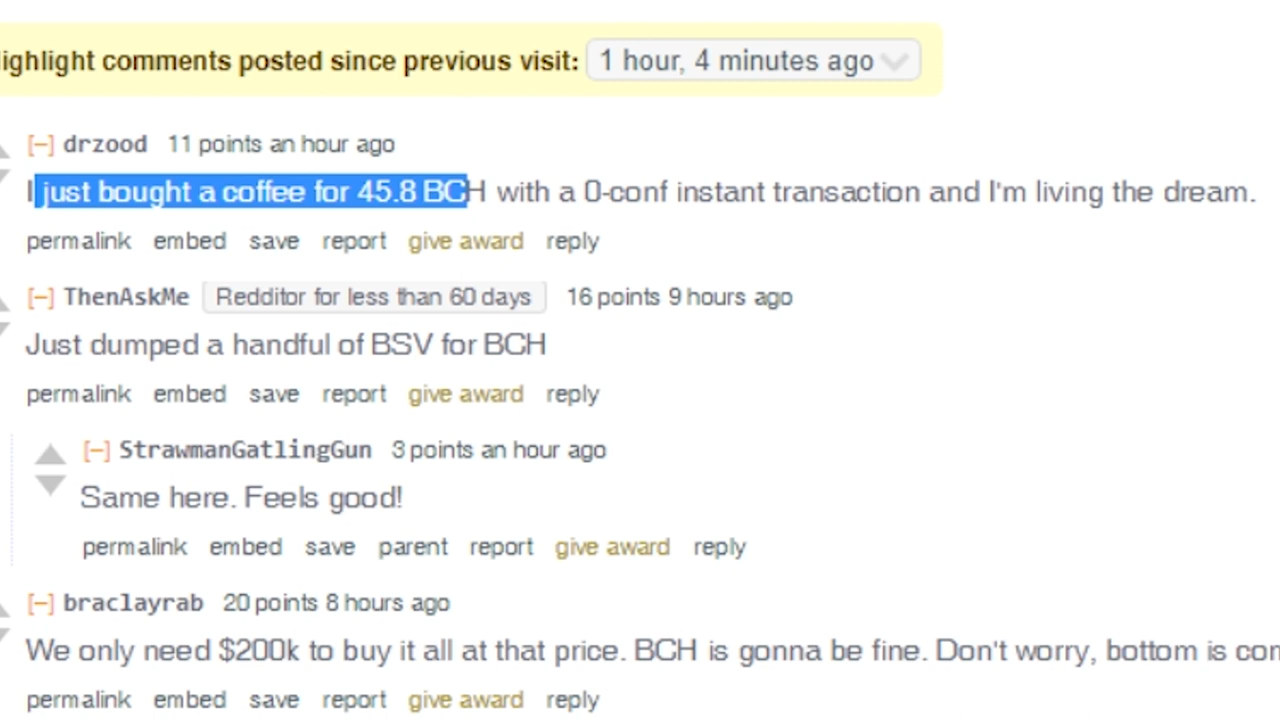 ighlight comments posted since previous visit: 1 hour, 4 minutes ago
[–] drzood 11 points an hour ago
I just bought a coffee for 45.8 BCH with a 0-conf instant transaction and I'm living the dream.
permalink embed save report give award reply
[–] ThenAskMe Redditor for less than 60 days 16 points 9 hours ago
Just dumped a handful of BSV for BCH
permalink embed save report give award reply
[–] StrawmanGatlingGun 3 points an hour ago
Same here. Feels good!
permalink embed save parent report give award reply
[–] braclayrab 20 points 8 hours ago
We only need $200k to buy it all at that price. BCH is gonna be fine. Don't worry, bottom is con
permalink embed save report give award reply